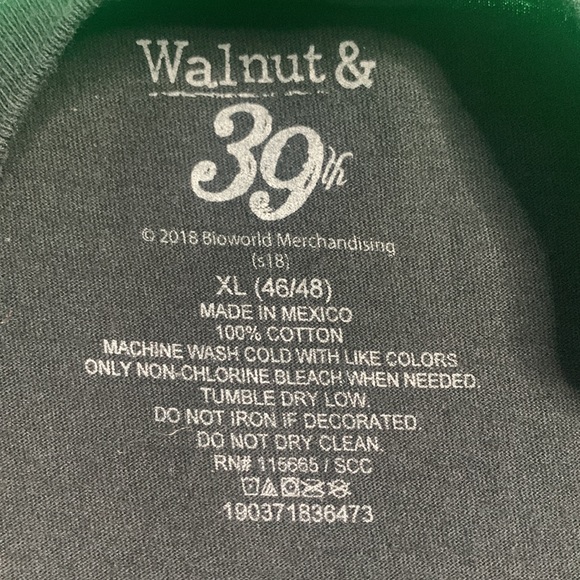 Walnut &
39th
© 2018 Bioworld Merchandising
(s18)
XL (46/48)
MADE IN MEXICO
100% COTTON
MACHINE WASH COLD WITH LIKE COLORS
ONLY NON-CHLORINE BLEACH WHEN NEEDED.
TUMBLE DRY LOW.
DO NOT IRON IF DECORATED.
DO NOT DRY CLEAN.
RN# 115665 / SCC
190371836473